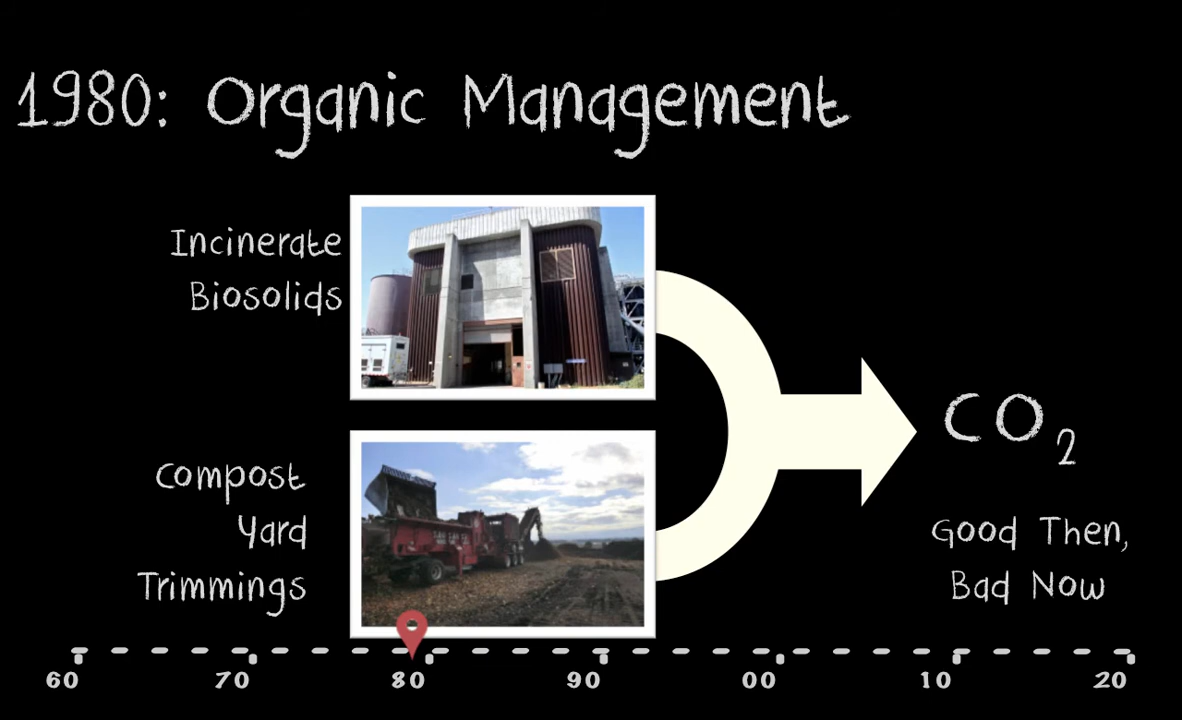 1980: Organic Management
Incinerate
Biosolids
Compost
Yard
Trimmings
CO2
Good Then,
Bad Now
60 70 80 90 00 10 20